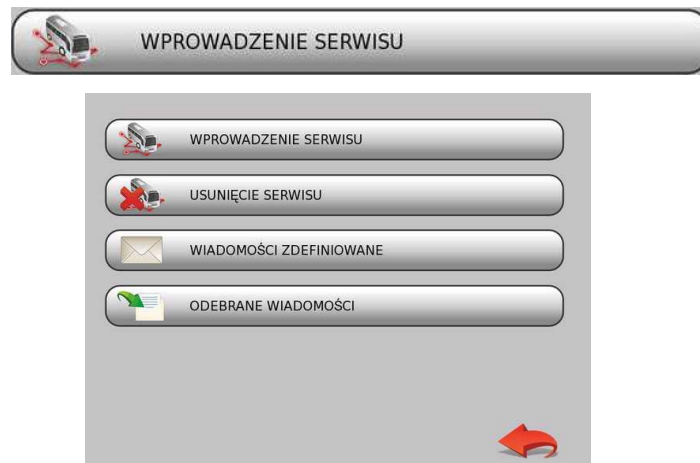 WPROWADZENIE SERWISU
WPROWADZENIE SERWISU
USUNIĘCIE SERWISU
WIADOMOŚCI ZDEFINIOWANE
ODEBRANE WIADOMOŚCI